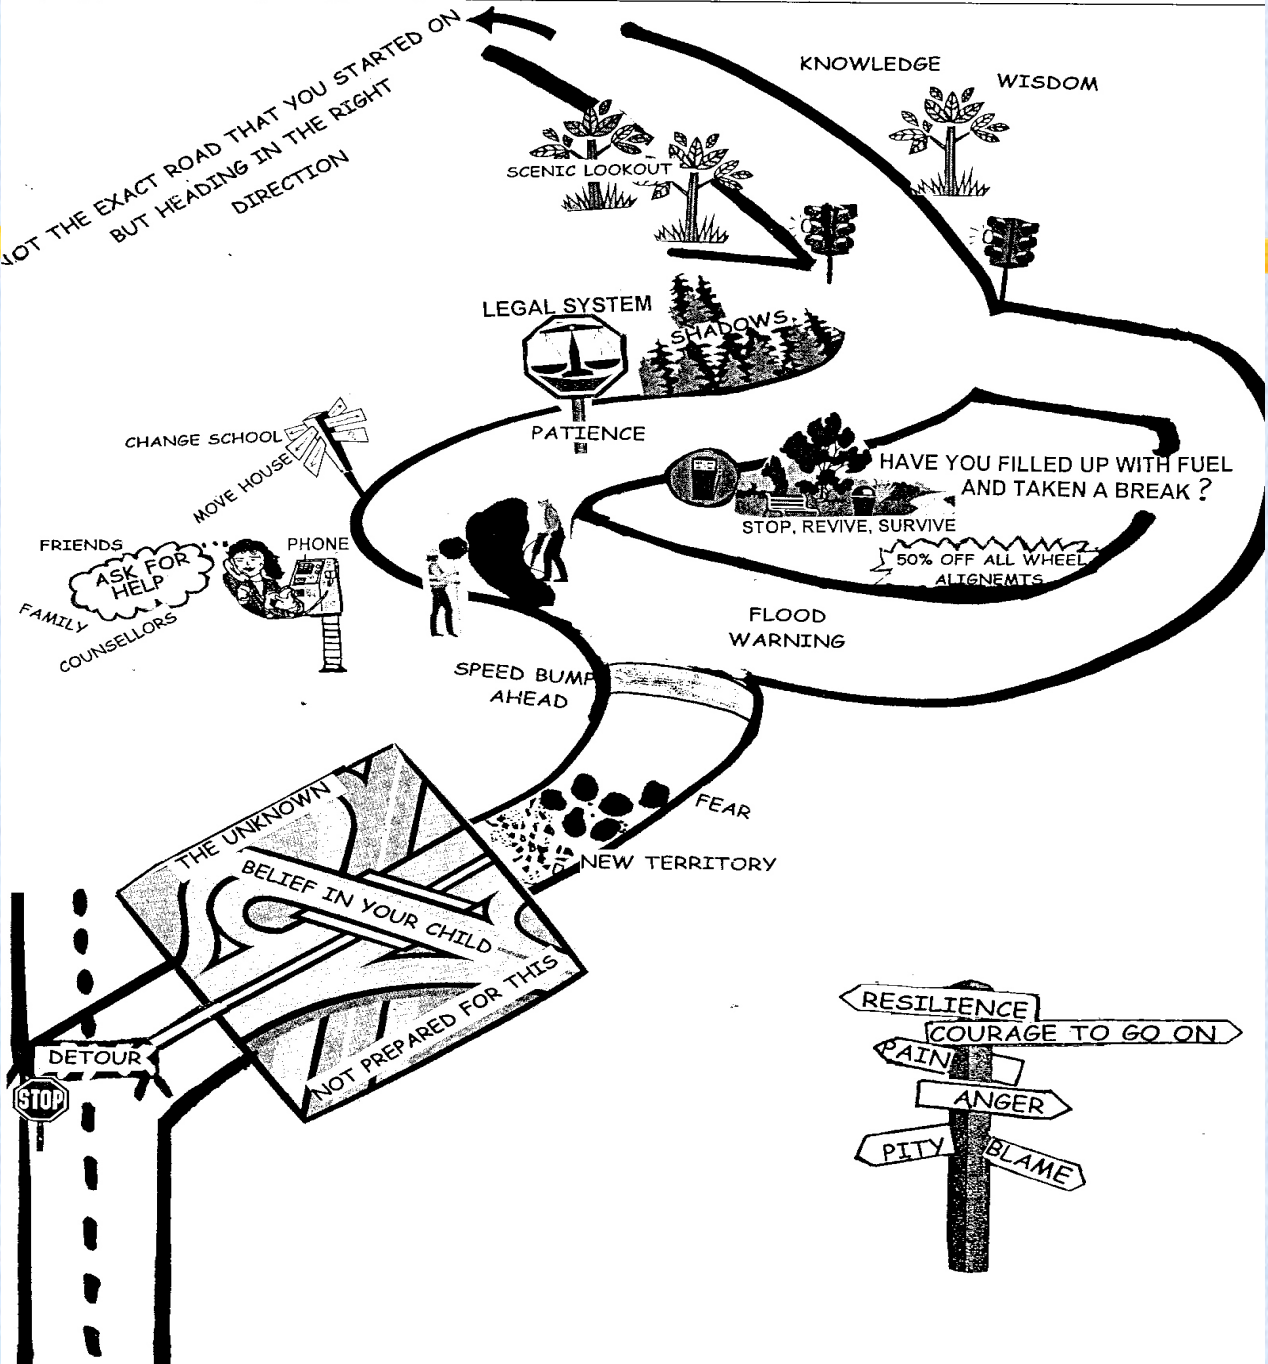 NOT THE EXACT ROAD THAT YOU STARTED ON
BUT HEADING IN THE RIGHT
DIRECTION
KNOWLEDGE
WISDOM
SCENIC LOOKOUT
LEGAL SYSTEM
SHADOWS
PATIENCE
CHANGE SCHOOL
MOVE HOUSE
HAVE YOU FILLED UP WITH FUEL
AND TAKEN A BREAK ?
STOP, REVIVE, SURVIVE
50% OFF ALL WHEEL
ALIGNEMTS
FRIENDS
PHONE
ASK FOR
HELP
FAMILY
COUNSELLORS
FLOOD
WARNING
SPEED BUMP
AHEAD
FEAR
NEW TERRITORY
THE UNKNOWN
BELIEF IN YOUR CHILD
NOT PREPARED FOR THIS
DETOUR
STOP
RESILIENCE
COURAGE TO GO ON
PAIN
ANGER
PITY
BLAME